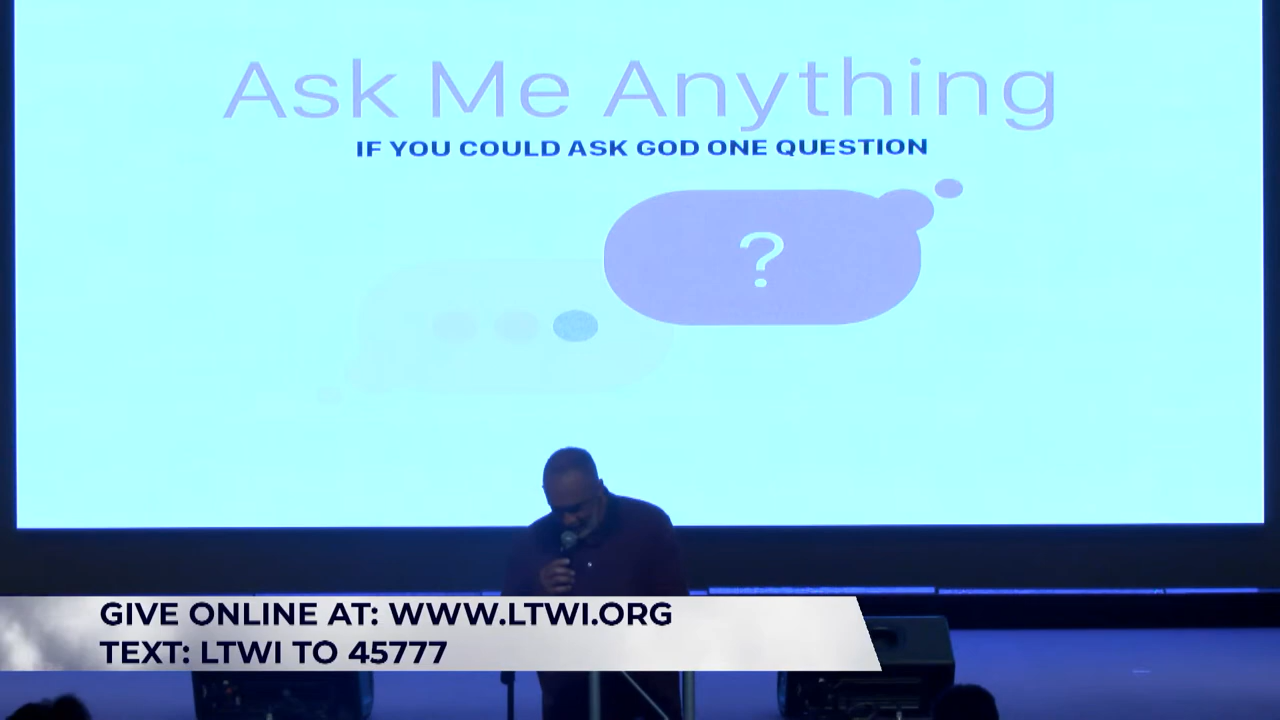 Ask Me Anything
IF YOU COULD ASK GOD ONE QUESTION
?
GIVE ONLINE AT: WWW.LTWI.ORG
TEXT: LTWI TO 45777